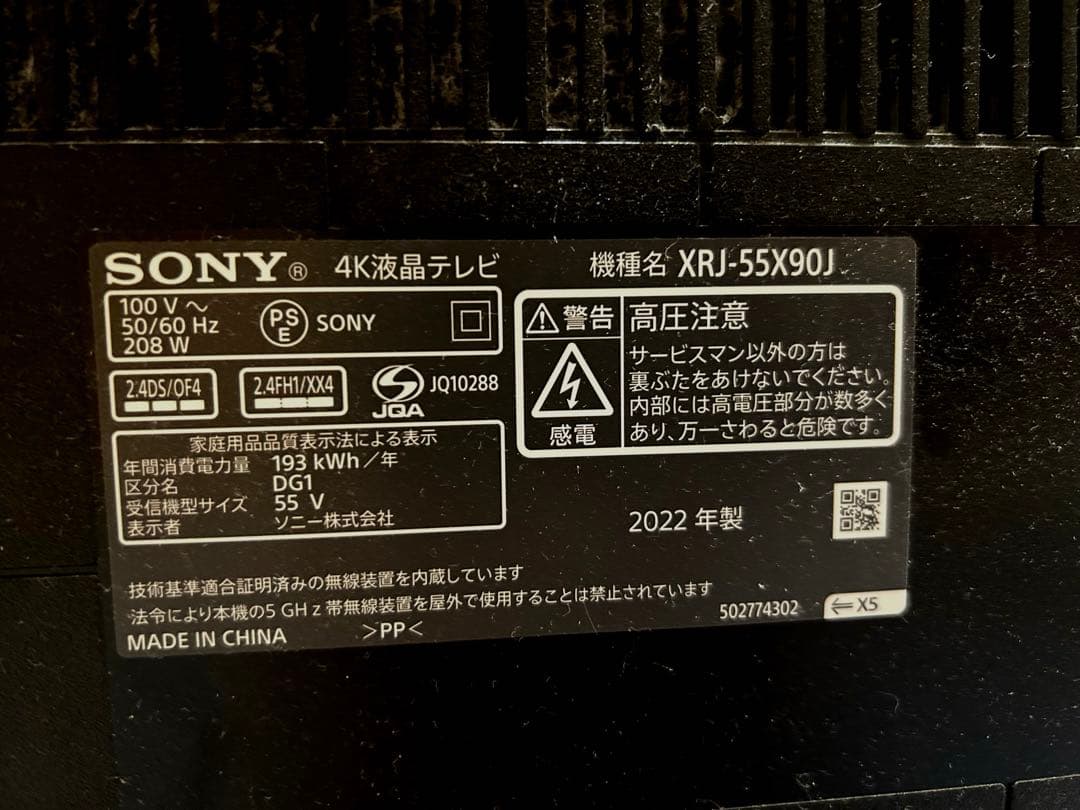 SONY® 4K液晶テレビ 機種名 XRJ-55X90J
100 V ～
50/60 Hz
208 W
PSE SONY
2.4DS/OF4
2.4FH1/XX4
JQA JQ10288
家庭用品品質表示法による表示
年間消費電力量 193 kWh／年
区分名 DG1
受信機型サイズ 55 V
表示者 ソニー株式会社
⚠警告 高圧注意
感電
サービスマン以外の方は
裏ぶたをあけないでください。
内部には高電圧部分が数多く
あり、万一さわると危険です。
2022 年製
技術基準適合証明済みの無線装置を内蔵しています
法令により本機の5 GHz帯無線装置を屋外で使用することは禁止されています
MADE IN CHINA >PP<
502774302
⇐ X5